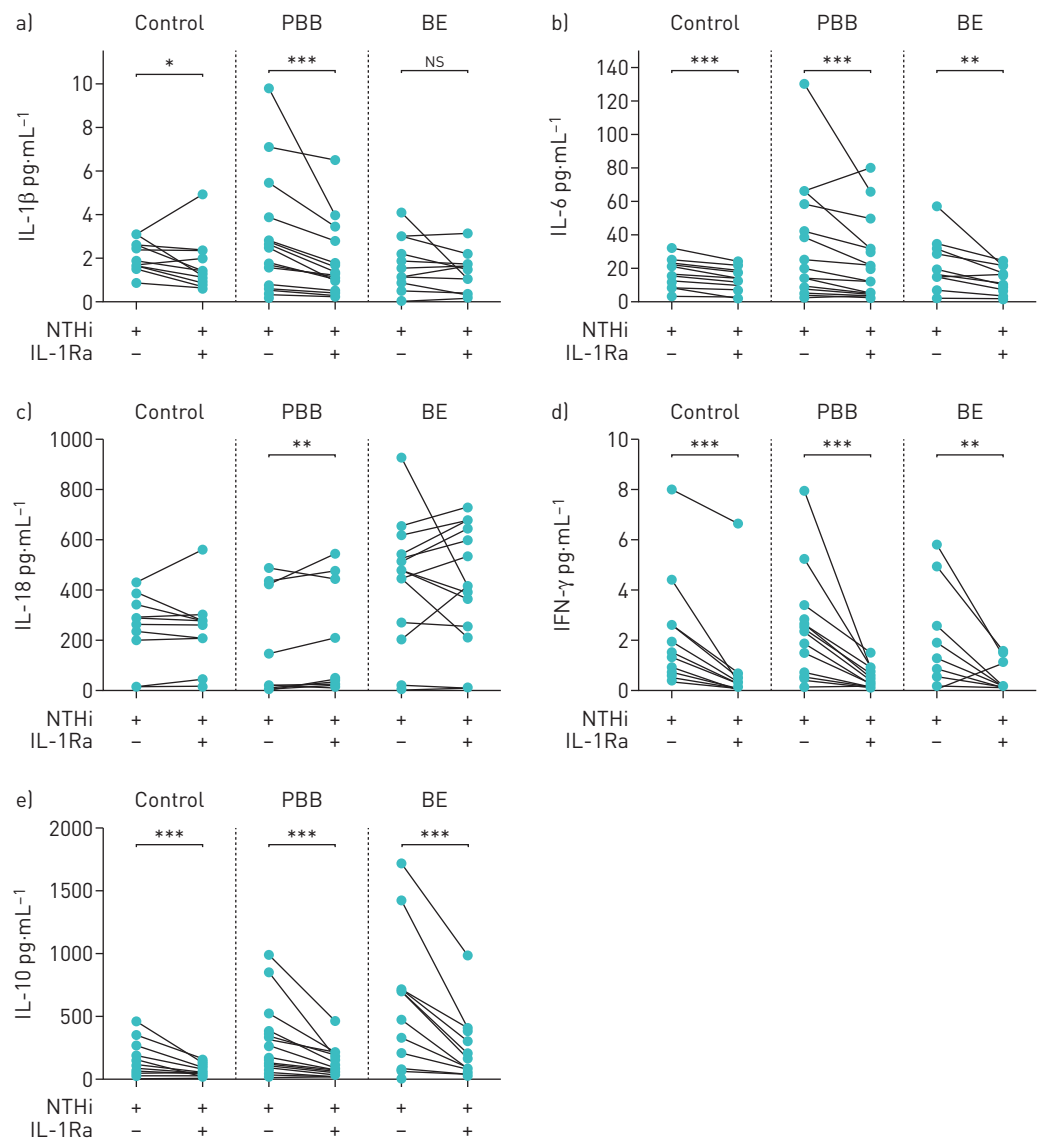 a) Control PBB BE
* *** NS
IL-1β pg·mL⁻¹
10
8
6
4
2
0
NTHi + + + + + +
IL-1Ra – + – + – +
b) Control PBB BE
*** *** **
IL-6 pg·mL⁻¹
140
120
100
80
60
40
20
0
NTHi + + + + + +
IL-1Ra – + – + – +
c) Control PBB BE
**
IL-18 pg·mL⁻¹
1000
800
600
400
200
0
NTHi + + + + + +
IL-1Ra – + – + – +
d) Control PBB BE
*** *** **
IFN-γ pg·mL⁻¹
10
8
6
4
2
0
NTHi + + + + + +
IL-1Ra – + – + – +
e) Control PBB BE
*** *** ***
IL-10 pg·mL⁻¹
2000
1500
1000
500
0
NTHi + + + + + +
IL-1Ra – + – + – +